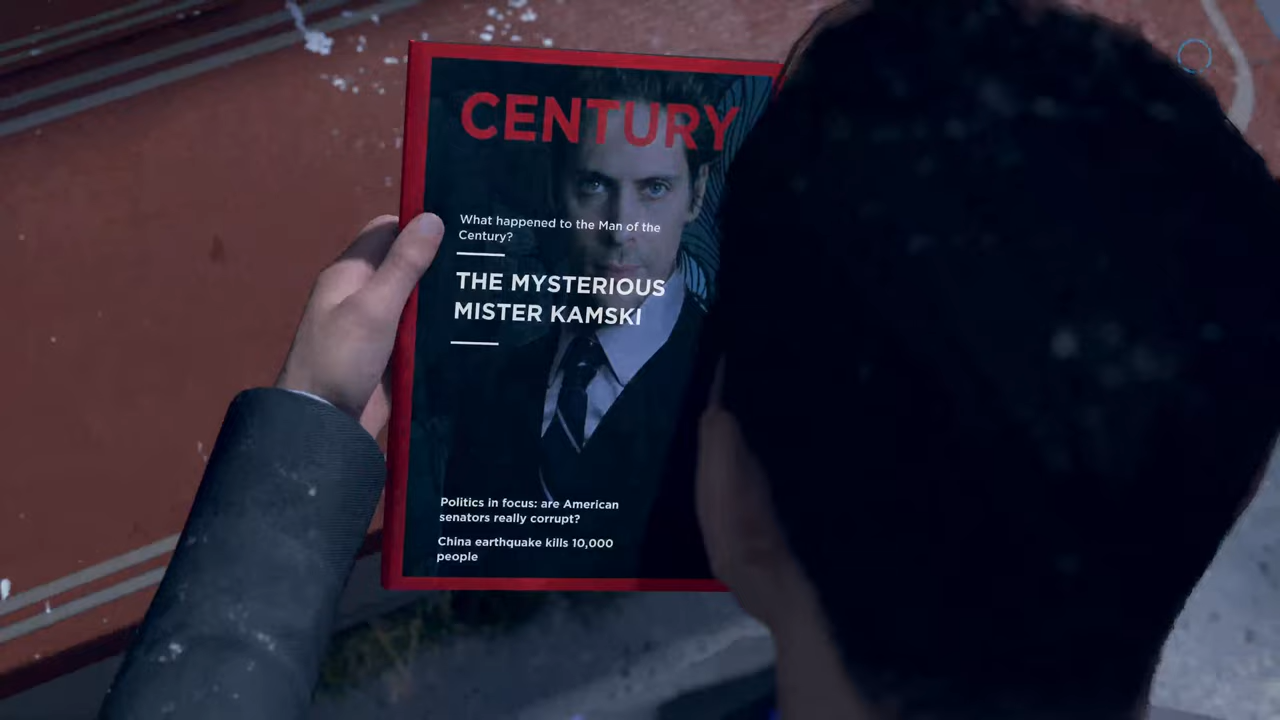 CENTURY
What happened to the Man of the
Century?
THE MYSTERIOUS
MISTER KAMSKI
Politics in focus: are American
senators really corrupt?
China earthquake kills 10,000
people